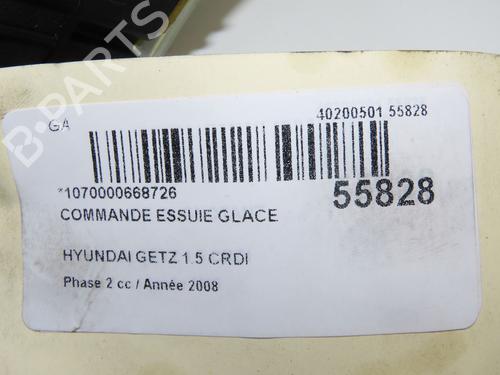 B-PARTS
GA
40200501 55828
*1070000668726
55828
COMMANDE ESSUIE GLACE
HYUNDAI GETZ 1.5 CRDI
Phase 2 cc / Année 2008